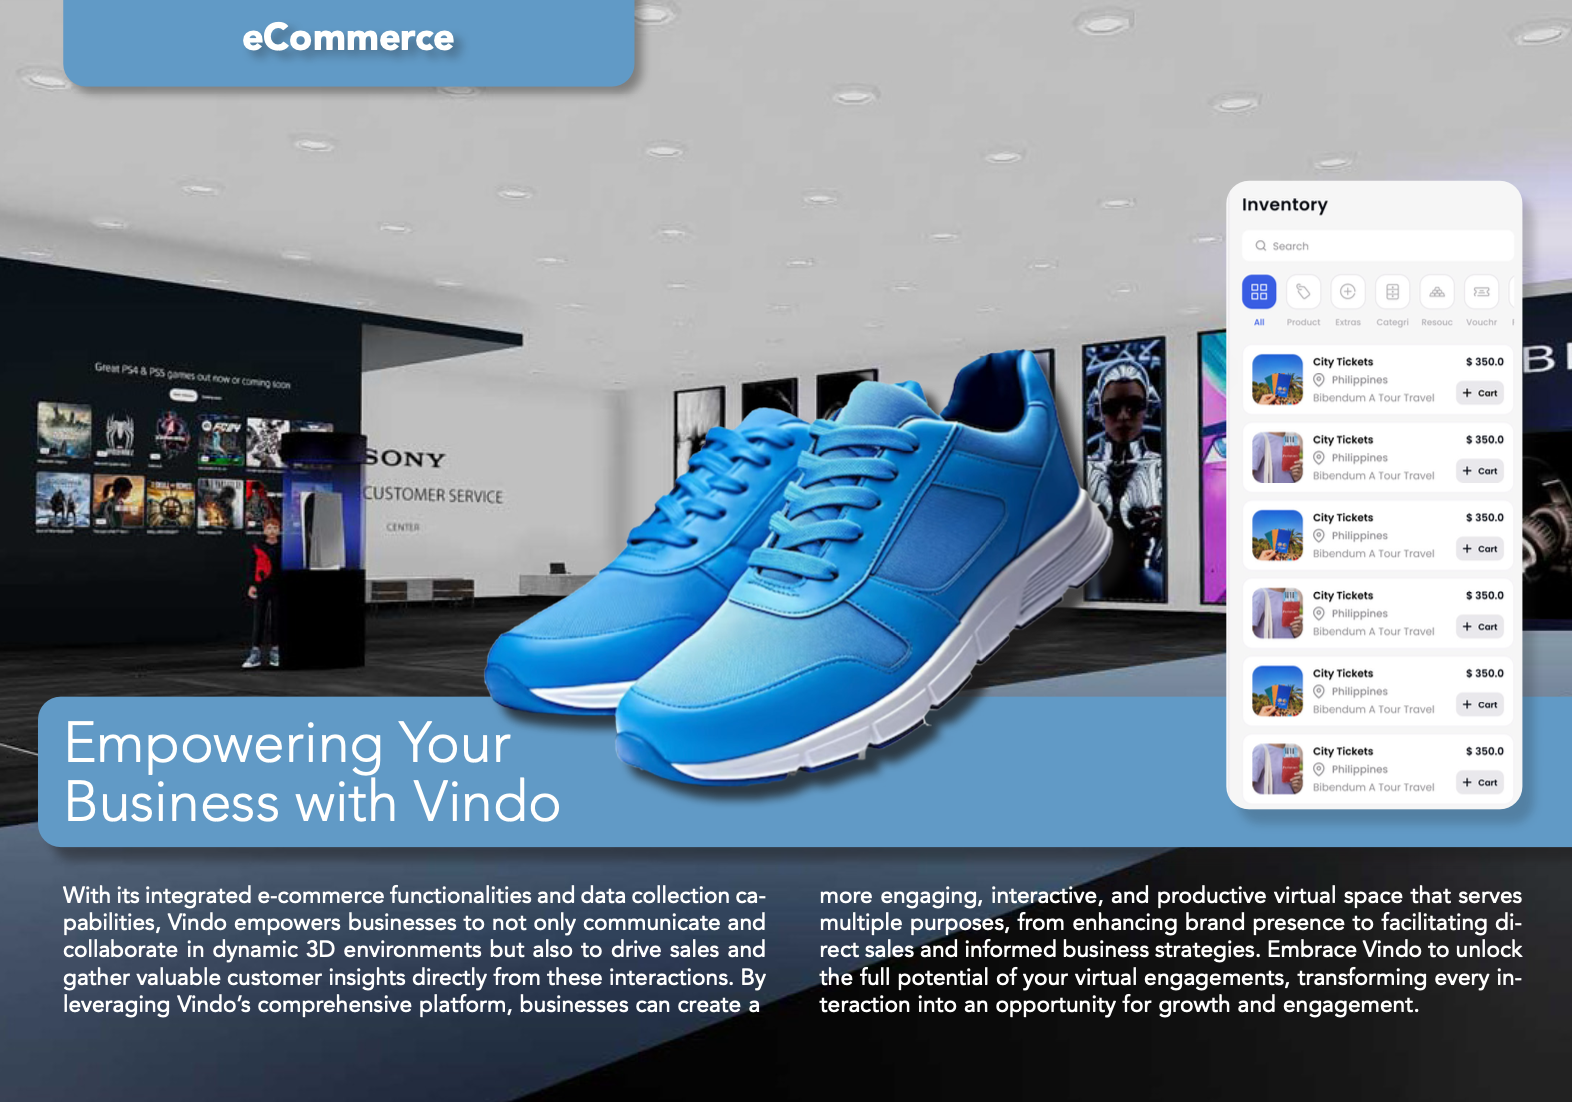 eCommerce
Inventory
Search
All Product Extras Categri Resouc Vouchr
City Tickets $ 350.0
Philippines
Bibendum A Tour Travel + Cart
City Tickets $ 350.0
Philippines
Bibendum A Tour Travel + Cart
City Tickets $ 350.0
Philippines
Bibendum A Tour Travel + Cart
City Tickets $ 350.0
Philippines
Bibendum A Tour Travel + Cart
City Tickets $ 350.0
Philippines
Bibendum A Tour Travel + Cart
City Tickets $ 350.0
Philippines
Bibendum A Tour Travel + Cart
Great PS4 & PS5 games out now or coming soon
SONY
CUSTOMER SERVICE
CENTER
Empowering Your
Business with Vindo
With its integrated e-commerce functionalities and data collection ca-
pabilities, Vindo empowers businesses to not only communicate and
collaborate in dynamic 3D environments but also to drive sales and
gather valuable customer insights directly from these interactions. By
leveraging Vindo’s comprehensive platform, businesses can create a
more engaging, interactive, and productive virtual space that serves
multiple purposes, from enhancing brand presence to facilitating di-
rect sales and informed business strategies. Embrace Vindo to unlock
the full potential of your virtual engagements, transforming every in-
teraction into an opportunity for growth and engagement.